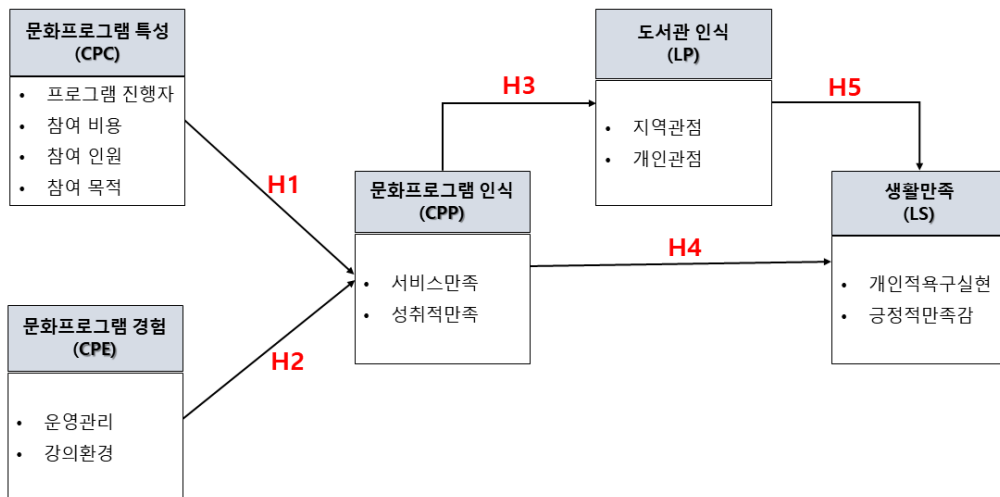 문화프로그램 특성
(CPC)
• 프로그램 진행자
• 참여 비용
• 참여 인원
• 참여 목적
H1
문화프로그램 경험
(CPE)
• 운영관리
• 강의환경
H2
문화프로그램 인식
(CPP)
• 서비스만족
• 성취적만족
H3
도서관 인식
(LP)
• 지역관점
• 개인관점
H5
H4
생활만족
(LS)
• 개인적욕구실현
• 긍정적만족감